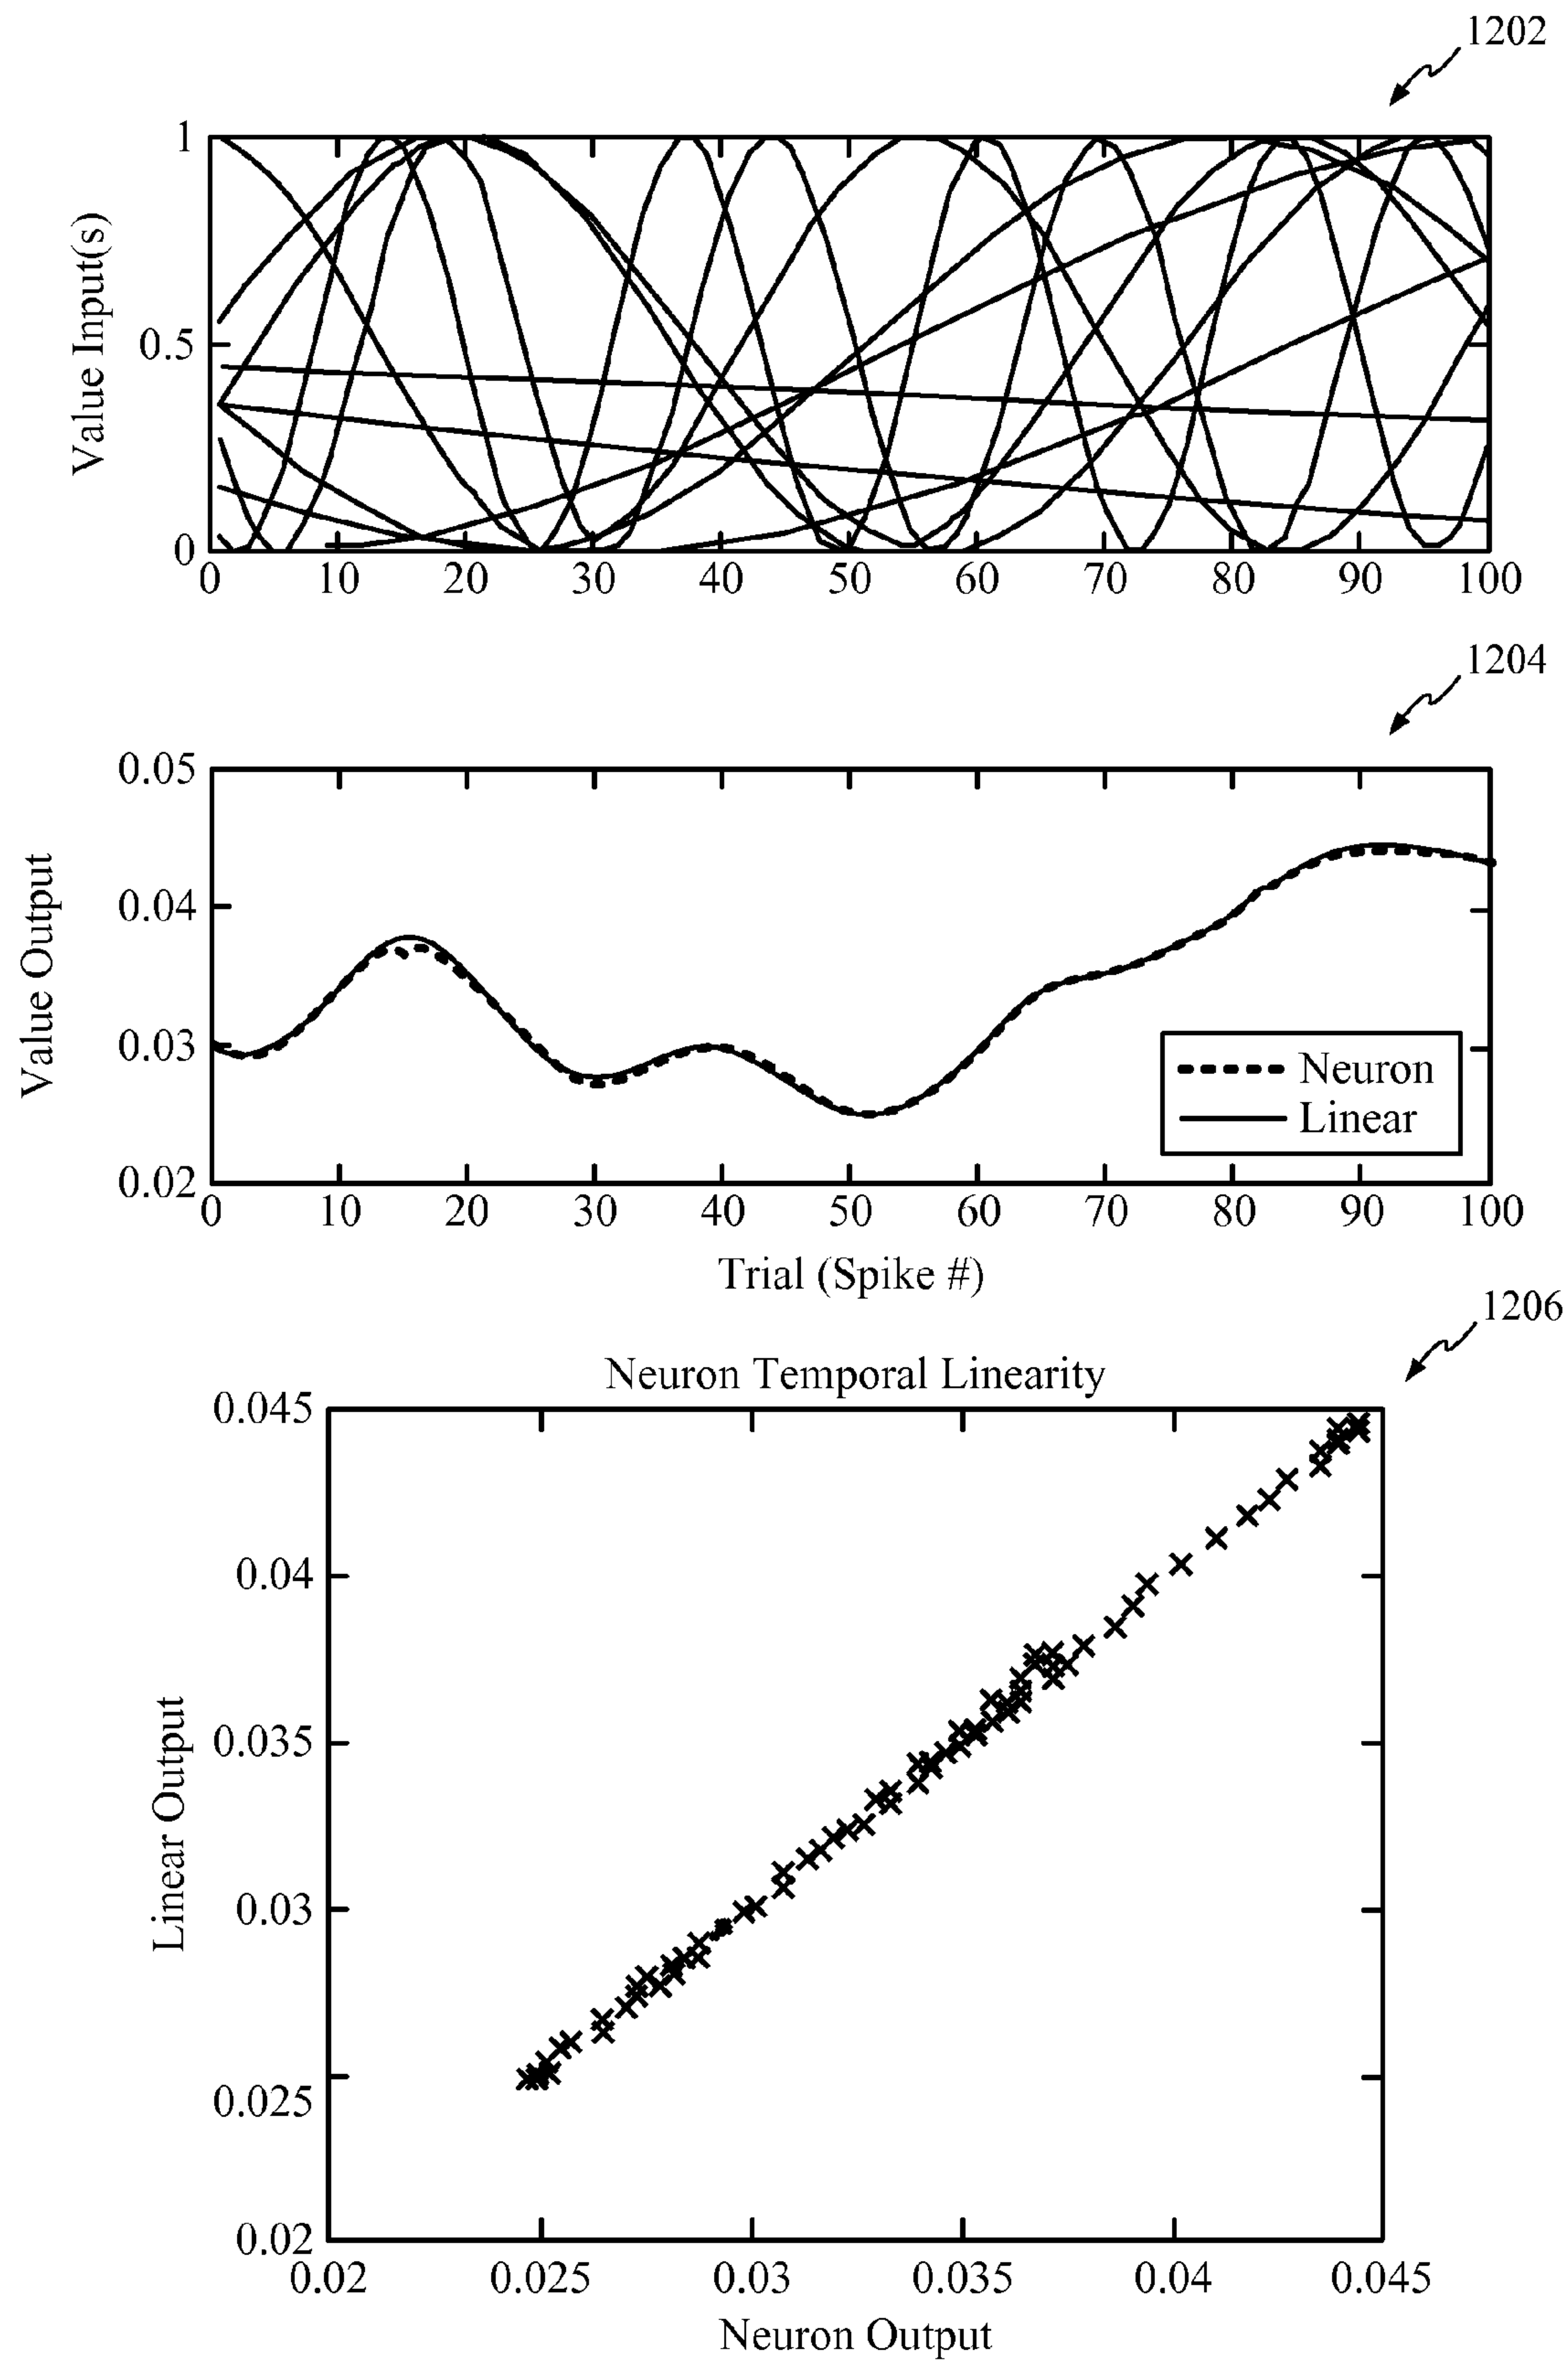 1202
Value Input(s)
1
0.5
0
0 10 20 30 40 50 60 70 80 90 100
1204
Value Output
0.05
0.04
0.03
0.02
Neuron
Linear
0 10 20 30 40 50 60 70 80 90 100
Trial (Spike #)
1206
Neuron Temporal Linearity
Linear Output
0.045
0.04
0.035
0.03
0.025
0.02
0.02 0.025 0.03 0.035 0.04 0.045
Neuron Output